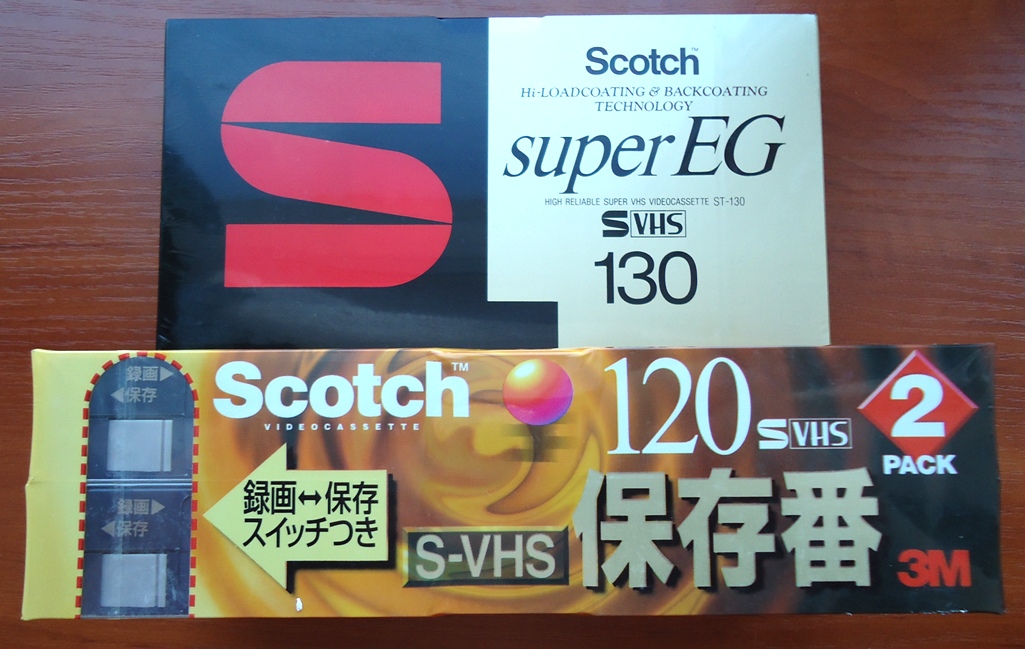 Scotch™
Hi-LOADCOATING & BACKCOATING
TECHNOLOGY
super EG
HIGH RELIABLE SUPER VHS VIDEOCASSETTE ST-130
S VHS
130
録画▶
◀保存
録画▶
◀保存
Scotch™
VIDEOCASSETTE
録画↔保存
スイッチつき
120 S VHS
2
PACK
S-VHS 保存番
3M